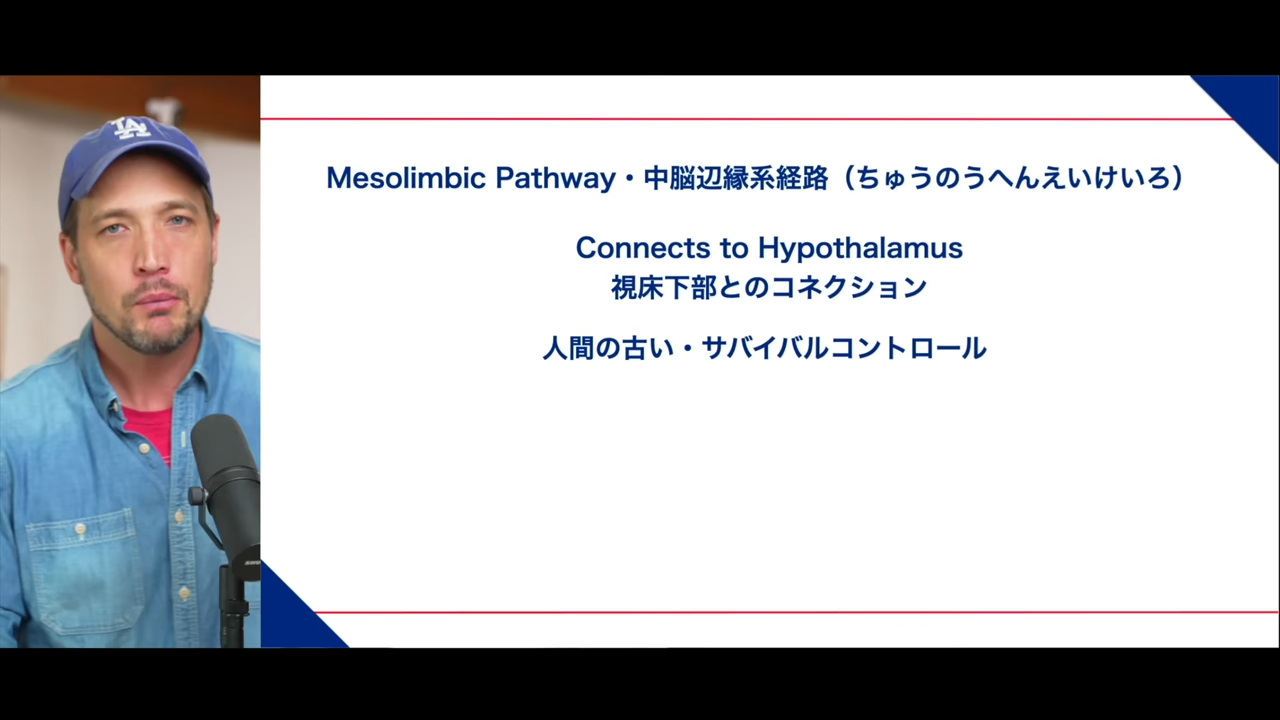 LA
Mesolimbic Pathway・中脳辺縁系経路（ちゅうのうへんえいけいろ）
Connects to Hypothalamus
視床下部とのコネクション
人間の古い・サバイバルコントロール